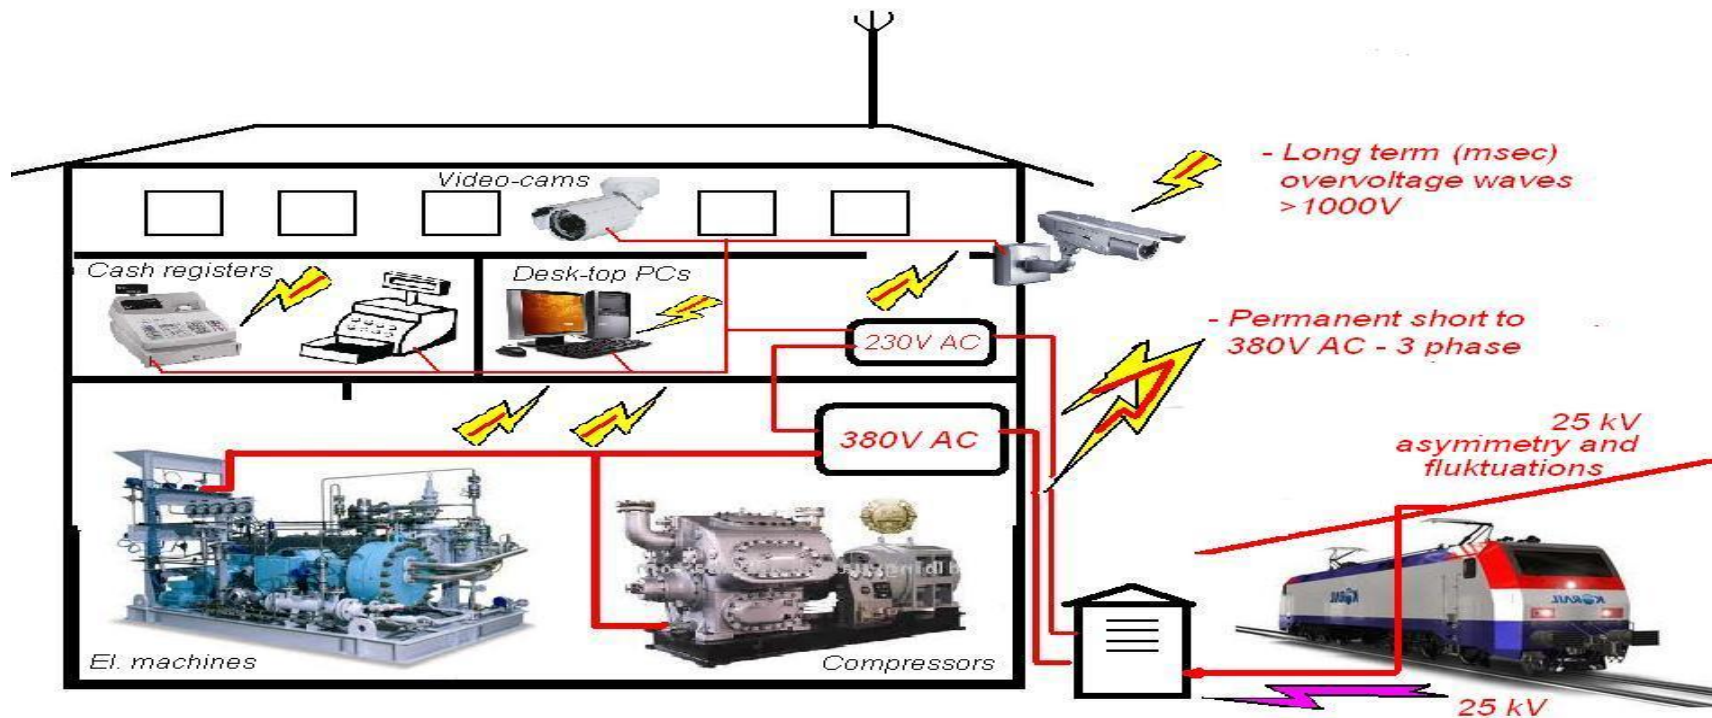 Video-cams
- Long term (msec)
overvoltage waves
>1000V
Cash registers
Desk-top PCs
230V AC
- Permanent short to
380V AC - 3 phase
380V AC
25 kV
asymmetry and
fluktuations
El. machines
Compressors
KORAIL
25 kV